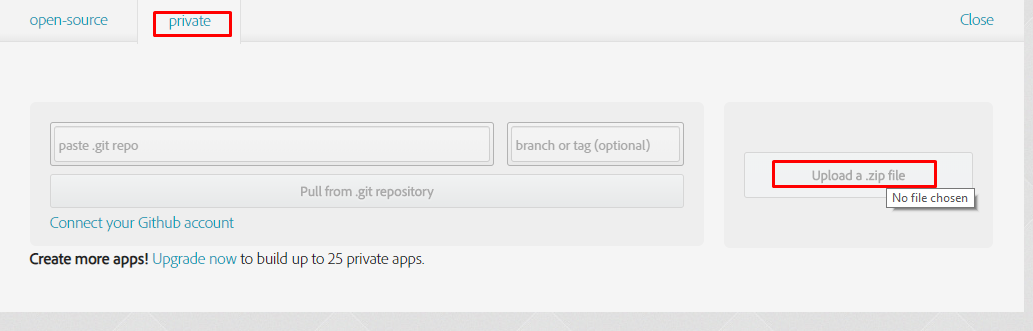 open-source
private
Close
paste .git repo
branch or tag (optional)
Pull from .git repository
Connect your Github account
Create more apps! Upgrade now to build up to 25 private apps.
Upload a .zip file
No file chosen